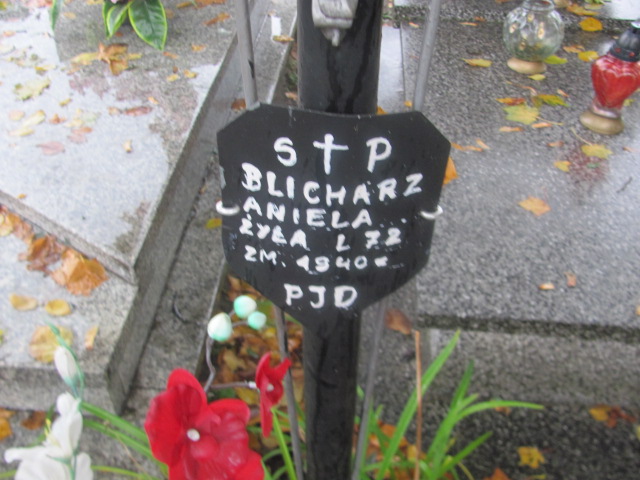 S†P
BLICHARZ
ANIELA
ŻYŁA L 72
ZM. 1940
PJD